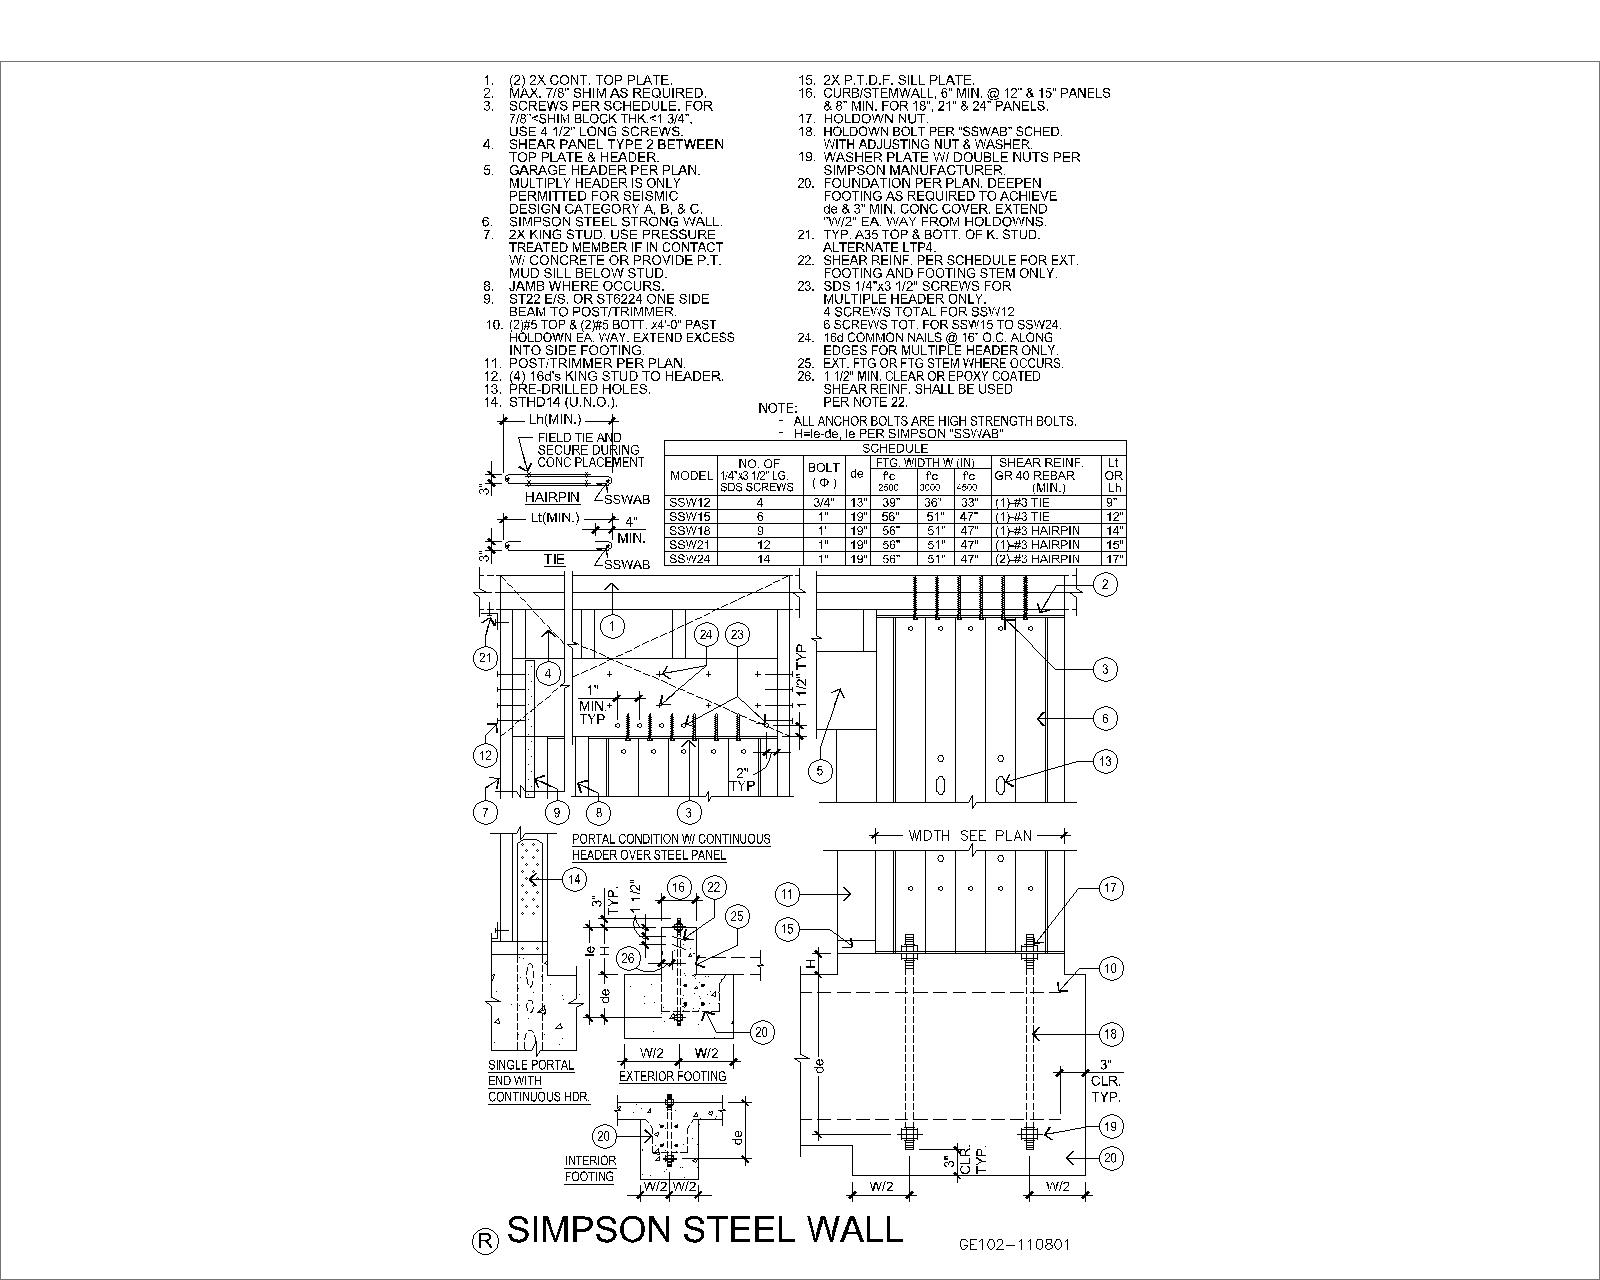 1. (2) 2X CONT. TOP PLATE.
2. MAX. 7/8" SHIM AS REQUIRED.
3. SCREWS PER SCHEDULE. FOR
7/8"<SHIM BLOCK THK.<1 3/4",
USE 4 1/2" LONG SCREWS.
4. SHEAR PANEL TYPE 2 BETWEEN
TOP PLATE & HEADER.
5. GARAGE HEADER PER PLAN.
MULTIPLY HEADER IS ONLY
PERMITTED FOR SEISMIC
DESIGN CATEGORY A, B, & C,
6. SIMPSON STEEL STRONG WALL.
7. 2X KING STUD. USE PRESSURE
TREATED MEMBER IF IN CONTACT
W/ CONCRETE OR PROVIDE P.T.
MUD SILL BELOW STUD.
8. JAMB WHERE OCCURS.
9. ST22 E/S. OR ST6224 ONE SIDE
BEAM TO POST/TRIMMER.
10. (2)#5 TOP & (2)#5 BOTT. x4'-0" PAST
HOLDOWN EA. WAY. EXTEND EXCESS
INTO SIDE FOOTING.
11. POST/TRIMMER PER PLAN.
12. (4) 16d's KING STUD TO HEADER.
13. PRE-DRILLED HOLES.
14. STHD14 (U.N.O.).
15. 2X P.T.D.F. SILL PLATE.
16. CURB/STEMWALL, 6" MIN. @ 12" & 15" PANELS
& 8" MIN. FOR 18", 21" & 24" PANELS.
17. HOLDOWN NUT.
18. HOLDOWN BOLT PER "SSWAB" SCHED.
WITH ADJUSTING NUT & WASHER.
19. WASHER PLATE W/ DOUBLE NUTS PER
SIMPSON MANUFACTURER.
20. FOUNDATION PER PLAN. DEEPEN
FOOTING AS REQUIRED TO ACHIEVE
de & 3" MIN. CONC COVER. EXTEND
"W/2" EA. WAY FROM HOLDOWNS.
21. TYP. A35 TOP & BOTT. OF K. STUD.
ALTERNATE LTP4.
22. SHEAR REINF. PER SCHEDULE FOR EXT.
FOOTING AND FOOTING STEM ONLY.
23. SDS 1/4"x3 1/2" SCREWS FOR
MULTIPLE HEADER ONLY.
4 SCREWS TOTAL FOR SSW12
6 SCREWS TOT. FOR SSW15 TO SSW24.
24. 16d COMMON NAILS @ 16" O.C. ALONG
EDGES FOR MULTIPLE HEADER ONLY.
25. EXT. FTG OR FTG STEM WHERE OCCURS.
26. 1 1/2" MIN. CLEAR OR EPOXY COATED
SHEAR REINF. SHALL BE USED
PER NOTE 22.
NOTE:
- ALL ANCHOR BOLTS ARE HIGH STRENGTH BOLTS.
- H=le-de, le PER SIMPSON "SSWAB"
Lh(MIN.)
FIELD TIE AND
SECURE DURING
CONC PLACEMENT
3"
HAIRPIN
SSWAB
Lt(MIN.)
4"
MIN.
3"
TIE
SSWAB
SCHEDULE
MODEL | NO. OF 1/4"x3 1/2" LG. SDS SCREWS | BOLT ( Φ ) | de | FTG. WIDTH W (IN) f'c 2500 f'c 3000 f'c 4500 | SHEAR REINF. GR 40 REBAR (MIN.) | Lt OR Lh
SSW12 4 3/4" 13" 39" 36" 33" (1)-#3 TIE 9"
SSW15 6 1" 19" 56" 51" 47" (1)-#3 TIE 12"
SSW18 9 1" 19" 56" 51" 47" (1)-#3 HAIRPIN 14"
SSW21 12 1" 19" 56" 51" 47" (1)-#3 HAIRPIN 15"
SSW24 14 1" 19" 56" 51" 47" (2)-#3 HAIRPIN 17"
1
24
23
21
4
1"
MIN.
TYP
1 1/2" TYP
12
2"
TYP
7
9
8
3
2
3
6
5
13
PORTAL CONDITION W/ CONTINUOUS
HEADER OVER STEEL PANEL
WIDTH SEE PLAN
14
3"
TYP.
1 1/2"
16
22
25
26
le
H
de
20
W/2
W/2
EXTERIOR FOOTING
SINGLE PORTAL
END WITH
CONTINUOUS HDR.
20
de
INTERIOR
FOOTING
W/2
W/2
11
17
15
H
10
18
de
3"
CLR.
TYP.
19
20
3"
CLR.
TYP.
W/2
W/2
R
SIMPSON STEEL WALL
GE102-110801